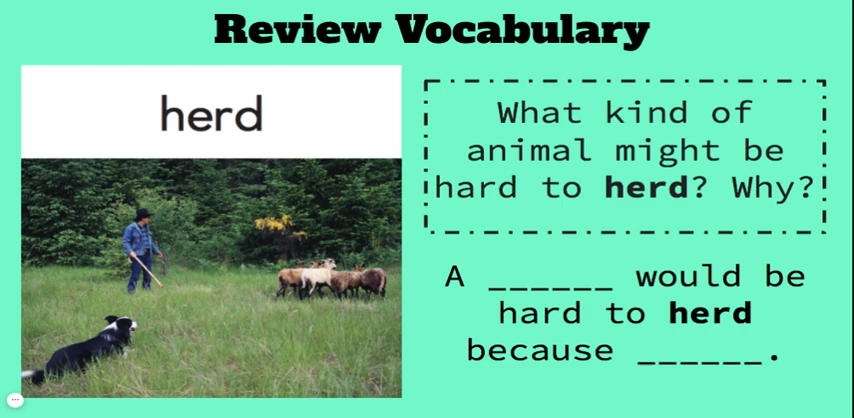 Review Vocabulary
herd
What kind of
animal might be
hard to herd? Why?
A ______ would be
hard to herd
because ______.